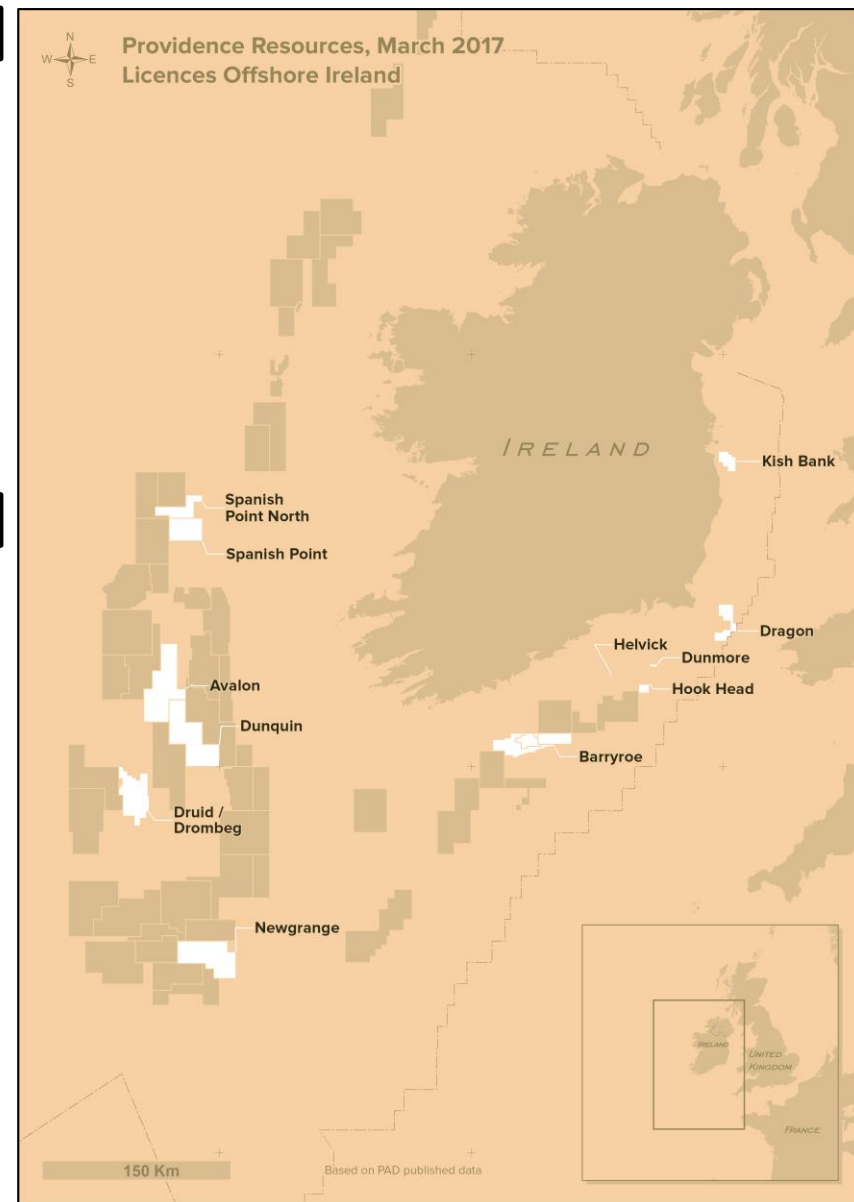 N
W E
S
Providence Resources, March 2017
Licences Offshore Ireland
IRELAND
Kish Bank
Spanish
Point North
Spanish Point
Dragon
Helvick
Dunmore
Hook Head
Avalon
Dunquin
Barryroe
Druid /
Drombeg
Newgrange
IRELAND
UNITED
KINGDOM
FRANCE
150 Km
Based on PAD published data